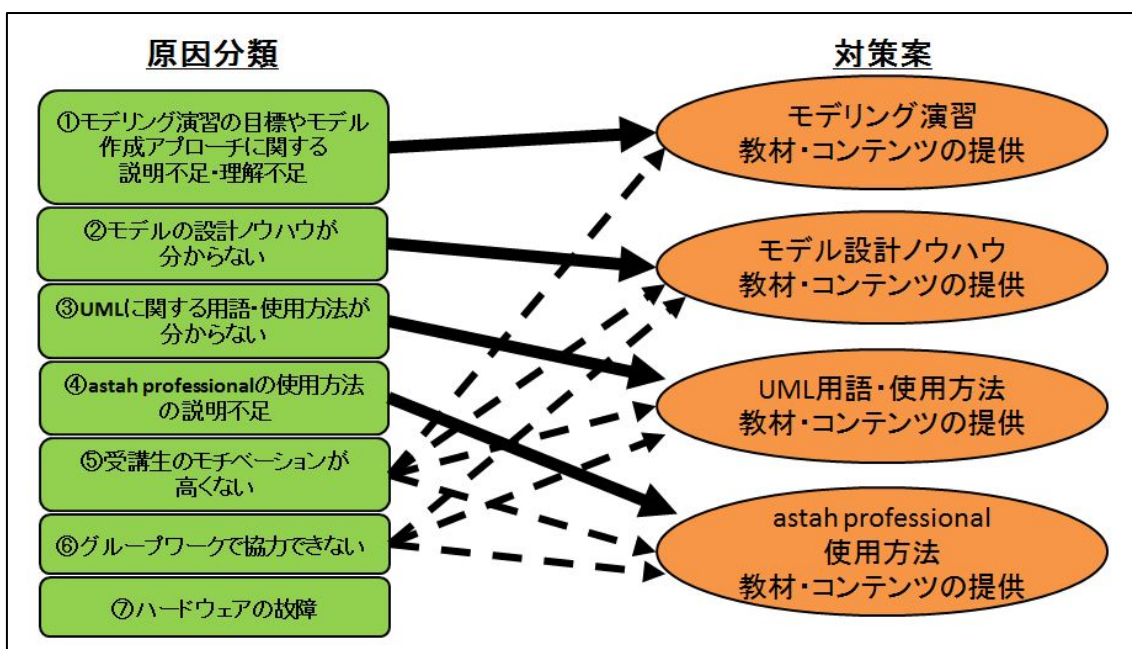 原因分類
①モデリング演習の目標やモデル
作成アプローチに関する
説明不足・理解不足
②モデルの設計ノウハウが
分からない
③UMLに関する用語・使用方法が
分からない
④astah professionalの使用方法
の説明不足
⑤受講生のモチベーションが
高くない
⑥グループワークで協力できない
⑦ハードウェアの故障
対策案
モデリング演習
教材・コンテンツの提供
モデル設計ノウハウ
教材・コンテンツの提供
UML用語・使用方法
教材・コンテンツの提供
astah professional
使用方法
教材・コンテンツの提供